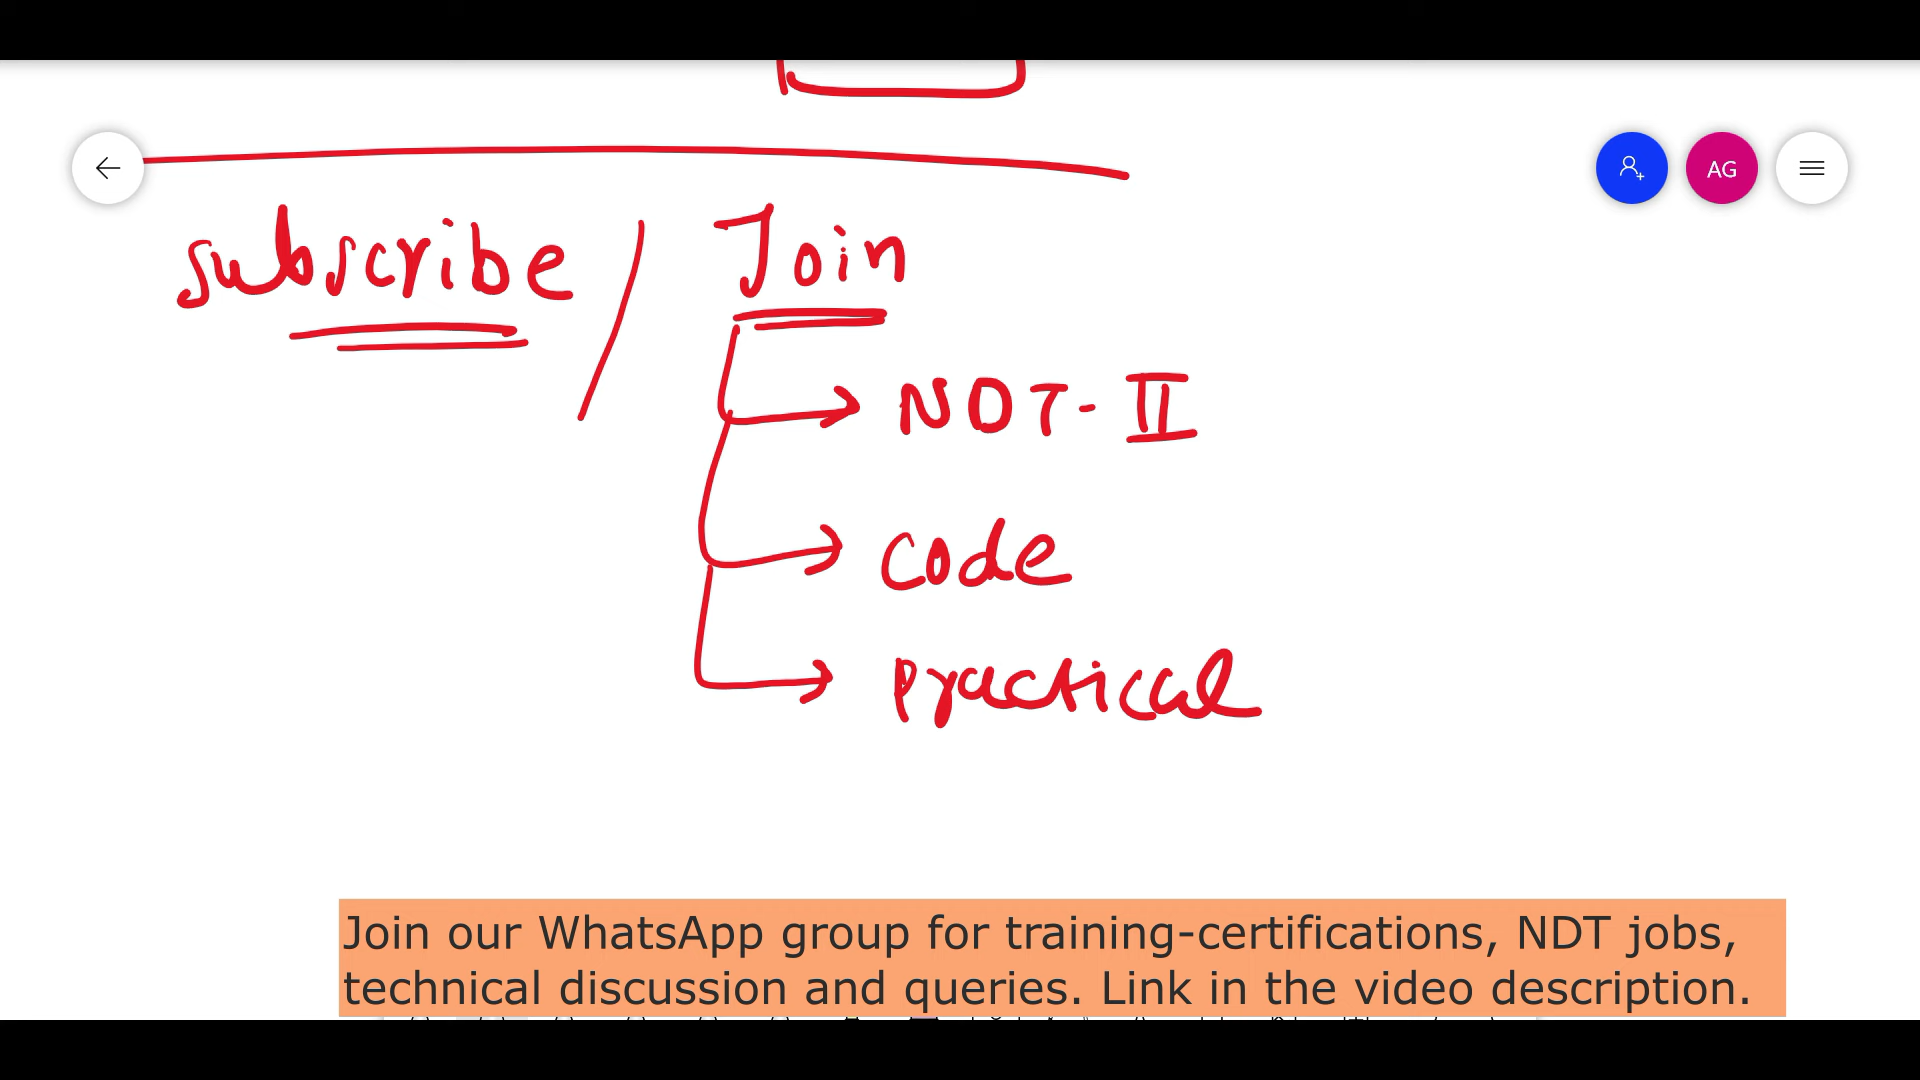 AG
subscribe / Join
NDT-II
code
practical
Join our WhatsApp group for training-certifications, NDT jobs,
technical discussion and queries. Link in the video description.